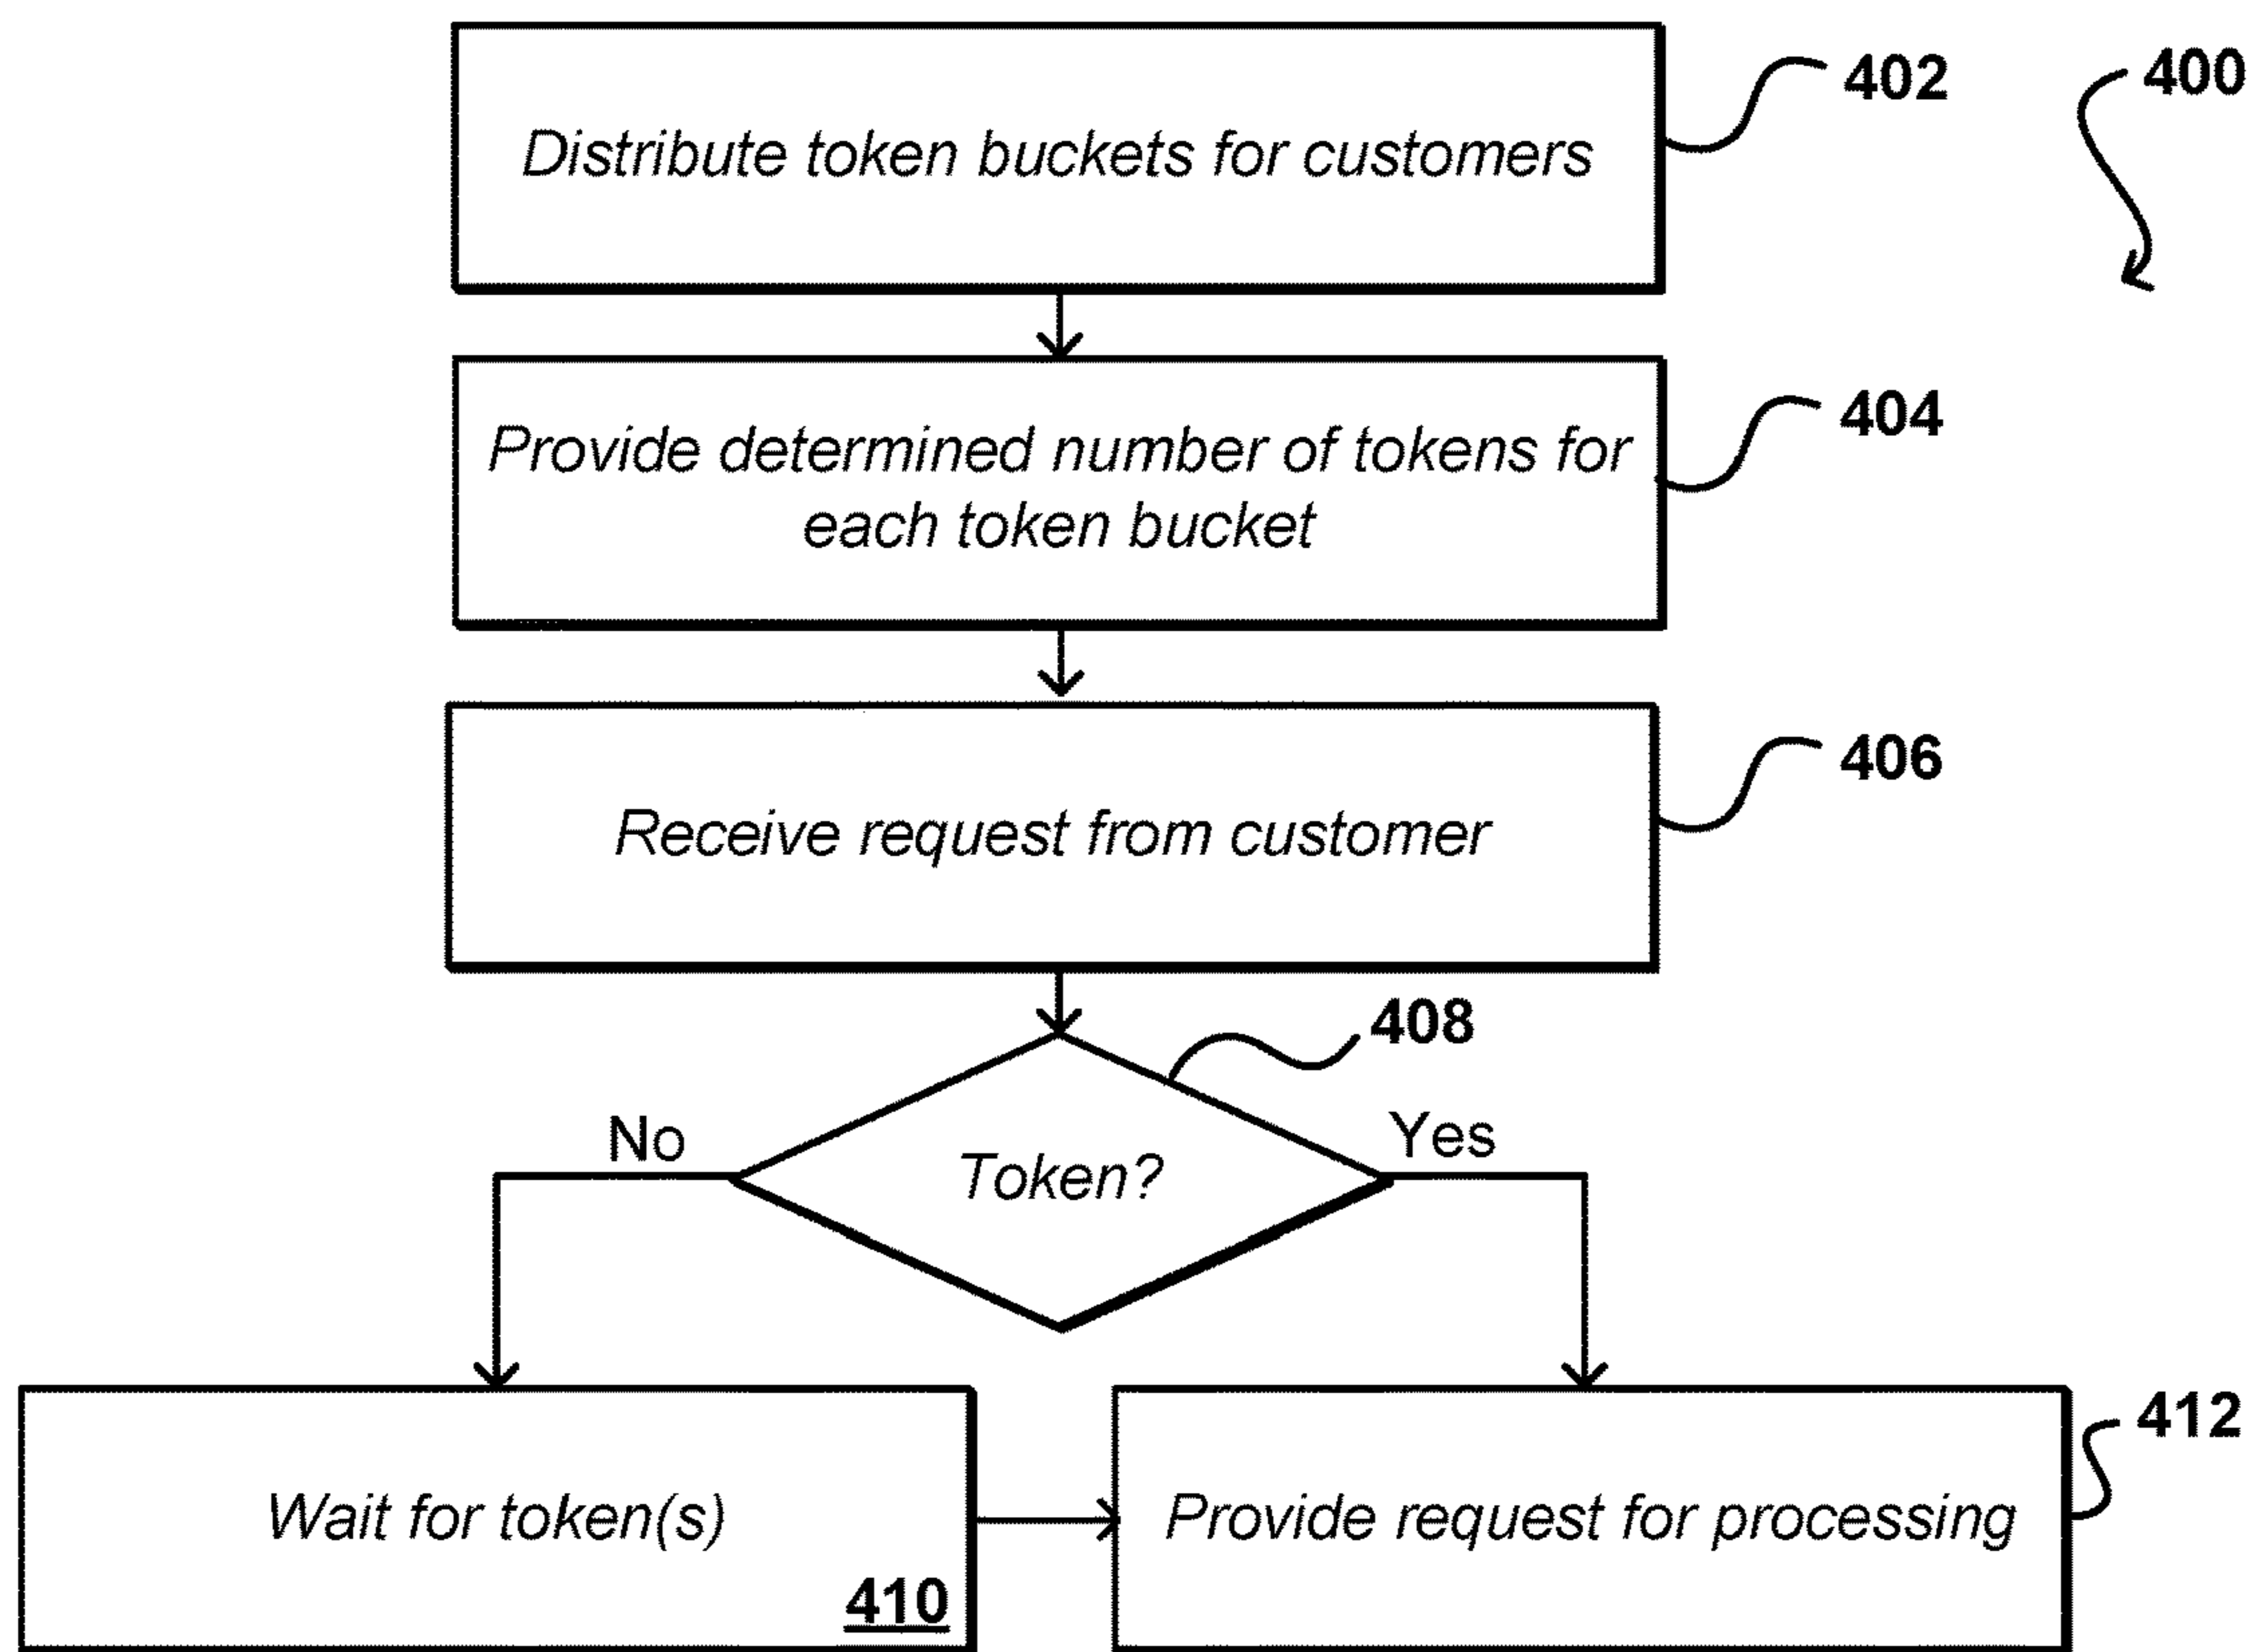 Distribute token buckets for customers
402
400
Provide determined number of tokens for
each token bucket
404
Receive request from customer
406
408
No
Token?
Yes
Wait for token(s)
410
Provide request for processing
412